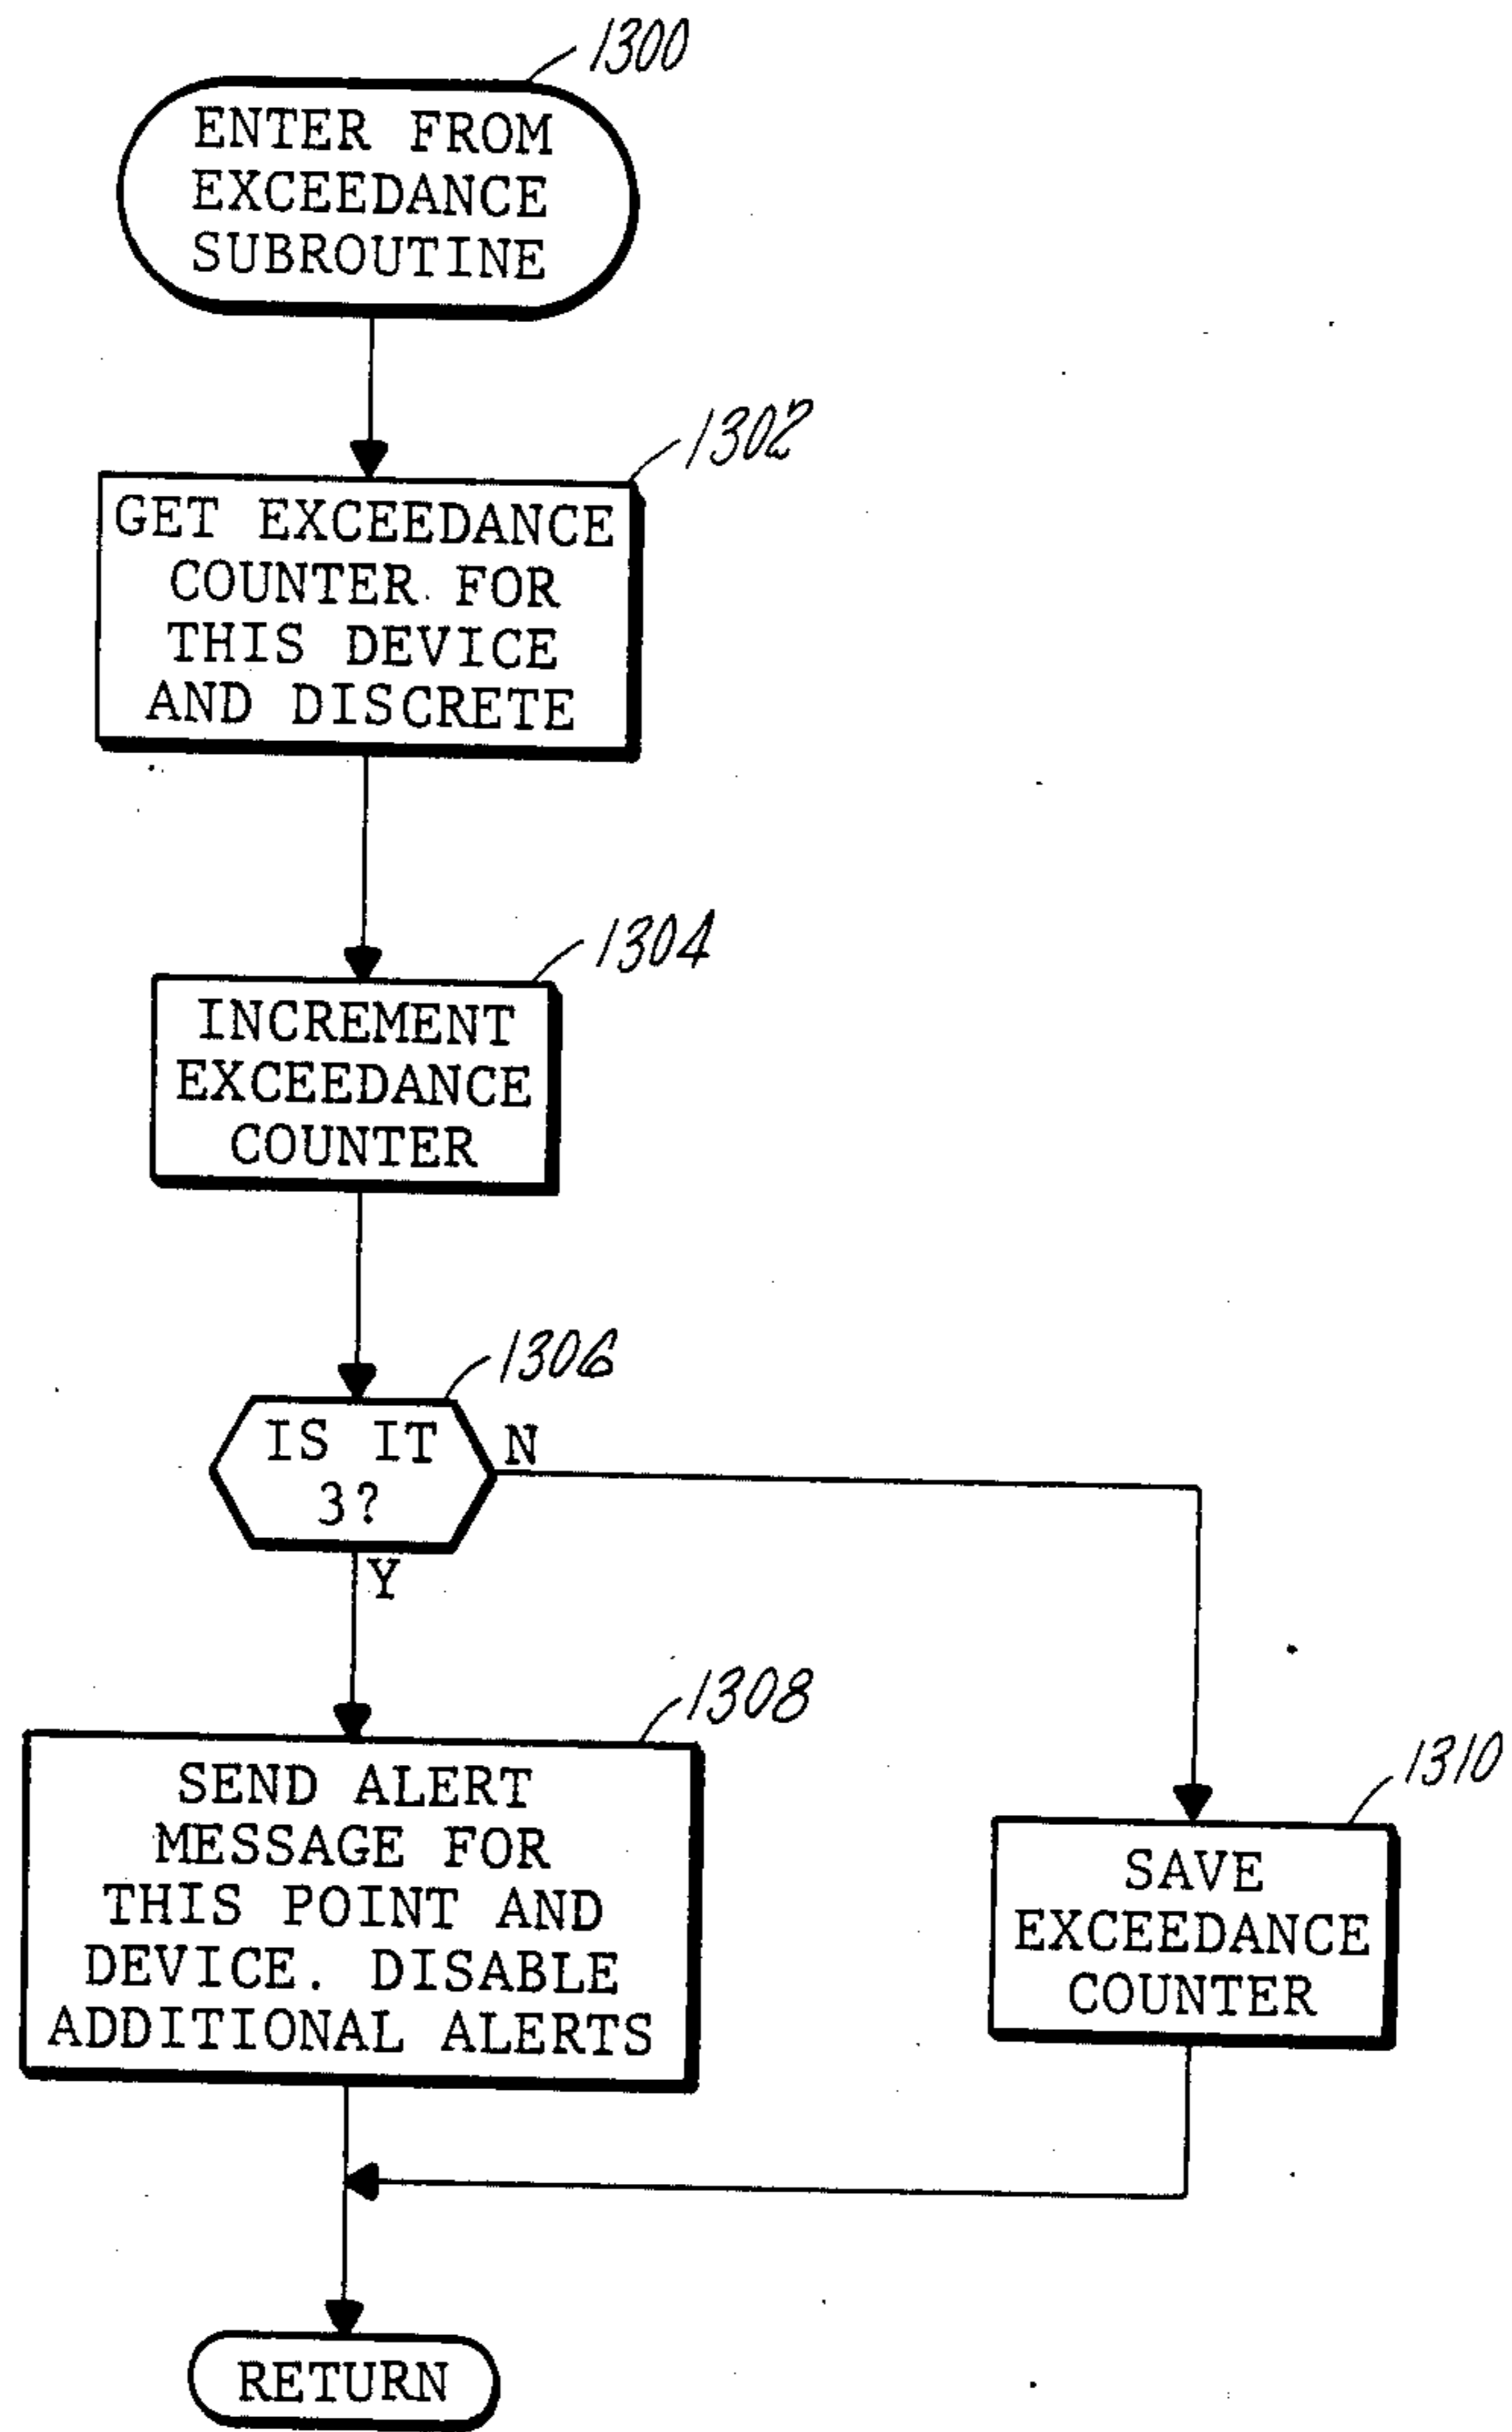 1300
ENTER FROM
EXCEEDANCE
SUBROUTINE
1302
GET EXCEEDANCE
COUNTER FOR
THIS DEVICE
AND DISCRETE
1304
INCREMENT
EXCEEDANCE
COUNTER
1306
IS IT
3?
N
Y
1308
SEND ALERT
MESSAGE FOR
THIS POINT AND
DEVICE. DISABLE
ADDITIONAL ALERTS
1310
SAVE
EXCEEDANCE
COUNTER
RETURN